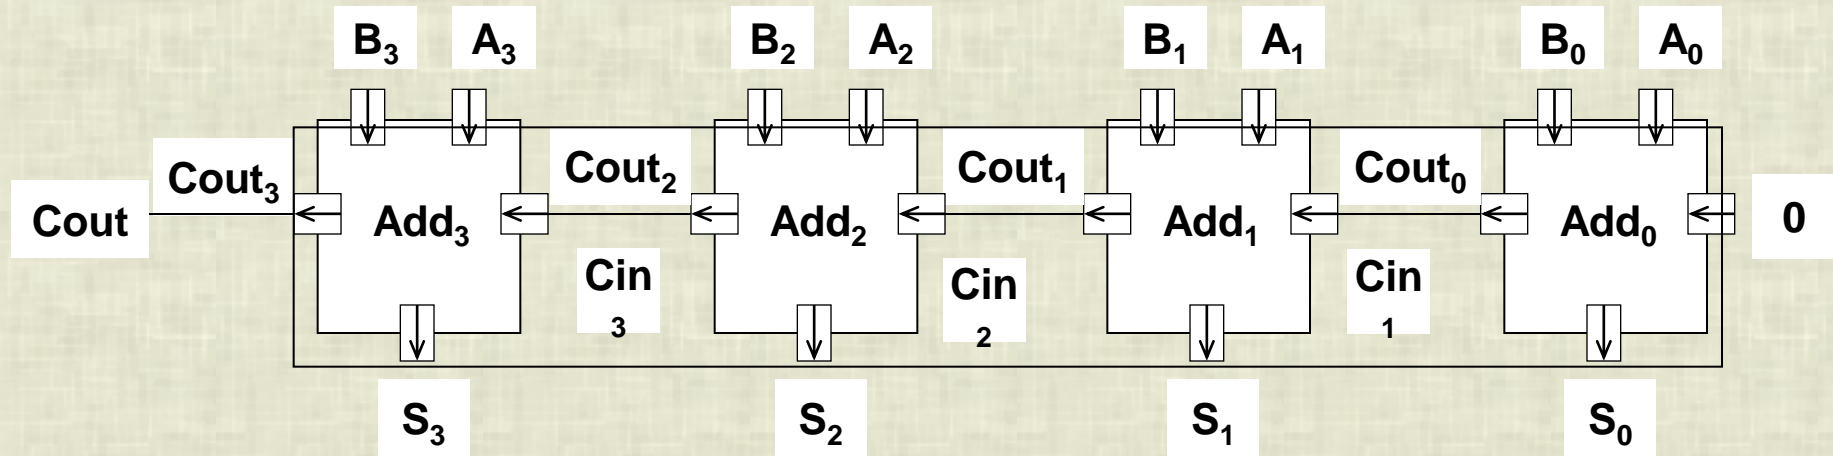 B₃ A₃ B₂ A₂ B₁ A₁ B₀ A₀
Cout₃ Cout₂ Cout₁ Cout₀
Cout Add₃ Add₂ Add₁ Add₀ 0
Cin Cin Cin
3 2 1
S₃ S₂ S₁ S₀